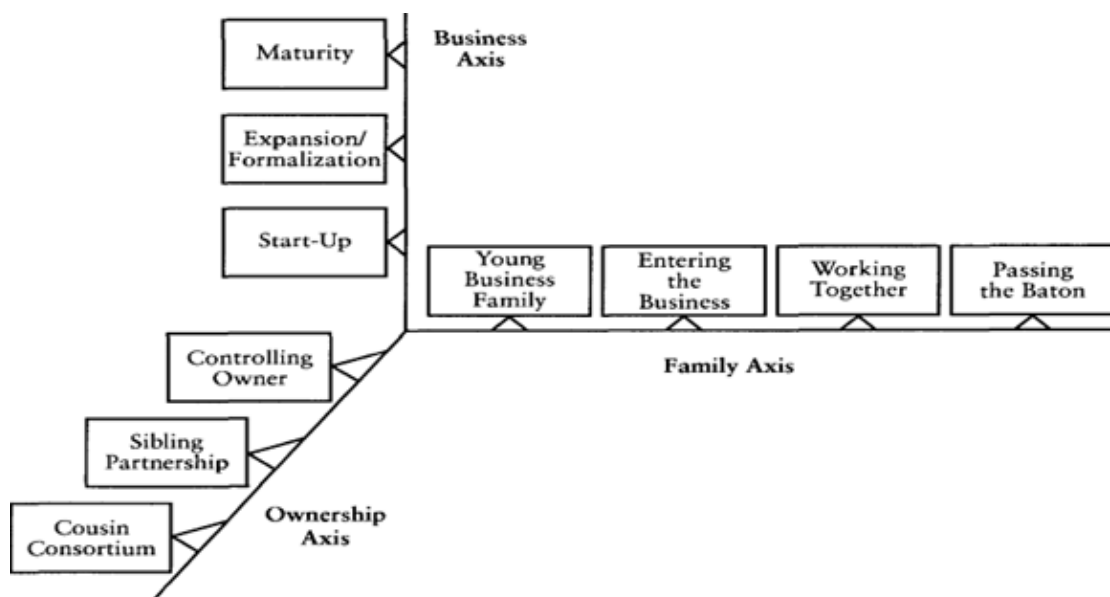 Maturity
Business
Axis
Expansion/
Formalization
Start-Up
Young
Business
Family
Entering
the
Business
Working
Together
Passing
the Baton
Controlling
Owner
Family Axis
Sibling
Partnership
Ownership
Axis
Cousin
Consortium